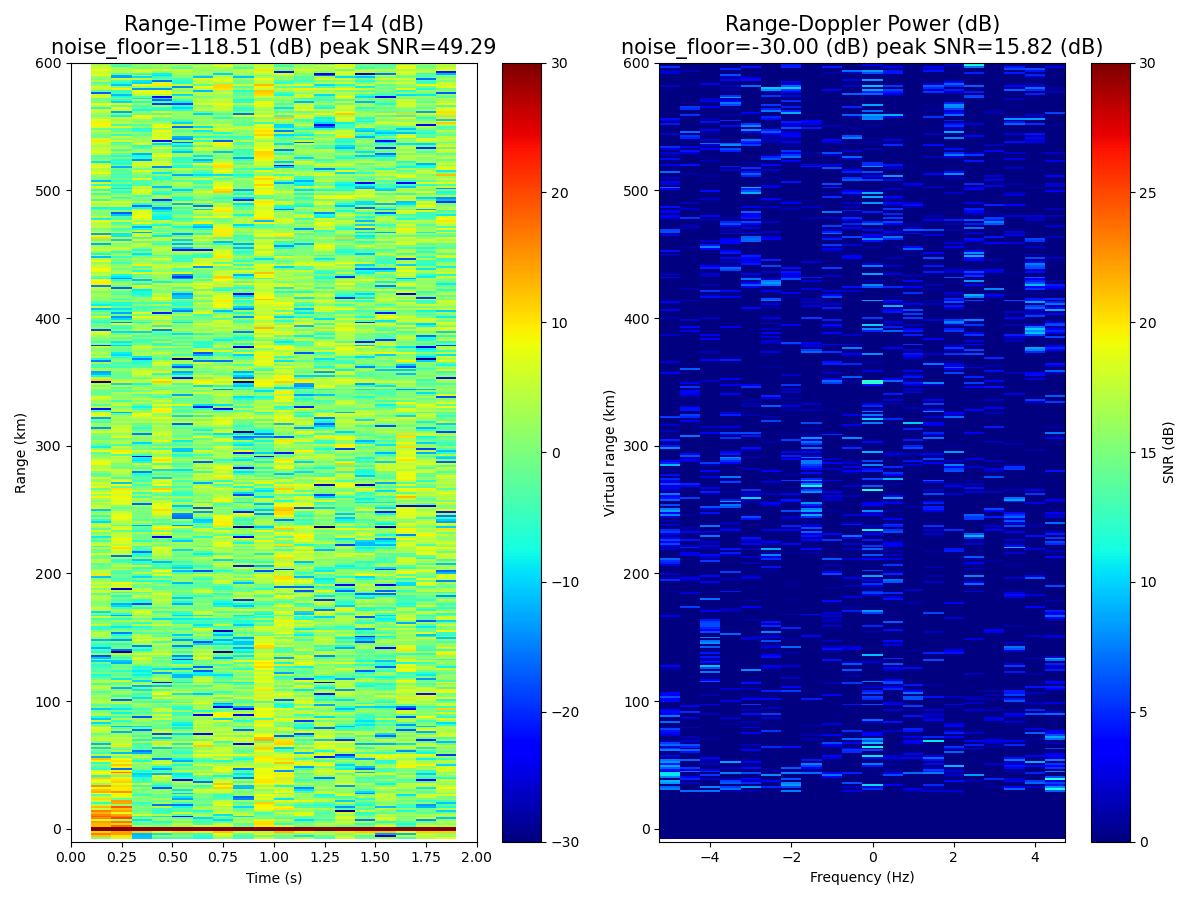 Range-Time Power f=14 (dB)
noise_floor=-118.51 (dB) peak SNR=49.29
600
500
400
300
200
100
0
Range (km)
0.00 0.25 0.50 0.75 1.00 1.25 1.50 1.75 2.00
Time (s)
30
20
10
0
−10
−20
−30
Range-Doppler Power (dB)
noise_floor=-30.00 (dB) peak SNR=15.82 (dB)
600
500
400
300
200
100
0
Virtual range (km)
−4 −2 0 2 4
Frequency (Hz)
30
25
20
15
10
5
0
SNR (dB)